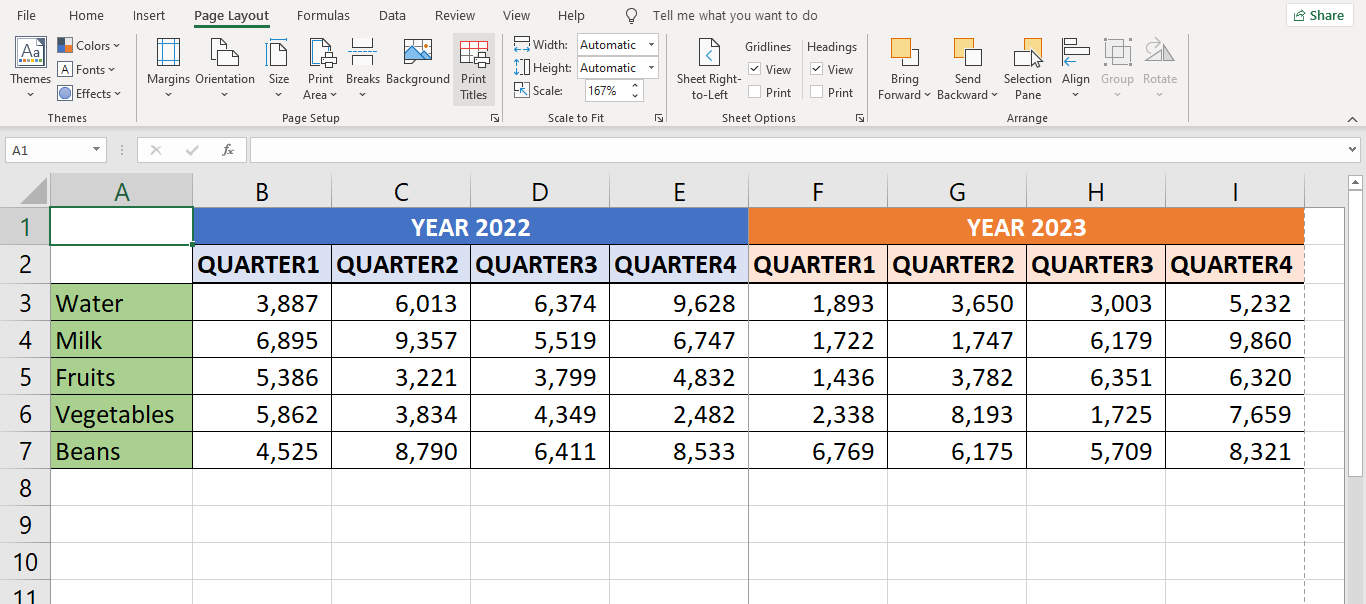 File Home Insert Page Layout Formulas Data Review View Help Tell me what you want to do Share
Aa Colors Width: Automatic Gridlines Headings
A Fonts Height: Automatic View View
Themes Effects Margins Orientation Size Print Area Breaks Background Print Titles Scale: 167% Sheet Right-to-Left Print Print Bring Forward Send Backward Selection Pane Align Group Rotate
Themes Page Setup Scale to Fit Sheet Options Arrange
A1 fx
A B C D E F G H I
1 YEAR 2022 YEAR 2023
2 QUARTER1 QUARTER2 QUARTER3 QUARTER4 QUARTER1 QUARTER2 QUARTER3 QUARTER4
3 Water 3,887 6,013 6,374 9,628 1,893 3,650 3,003 5,232
4 Milk 6,895 9,357 5,519 6,747 1,722 1,747 6,179 9,860
5 Fruits 5,386 3,221 3,799 4,832 1,436 3,782 6,351 6,320
6 Vegetables 5,862 3,834 4,349 2,482 2,338 8,193 1,725 7,659
7 Beans 4,525 8,790 6,411 8,533 6,769 6,175 5,709 8,321
8
9
10
11